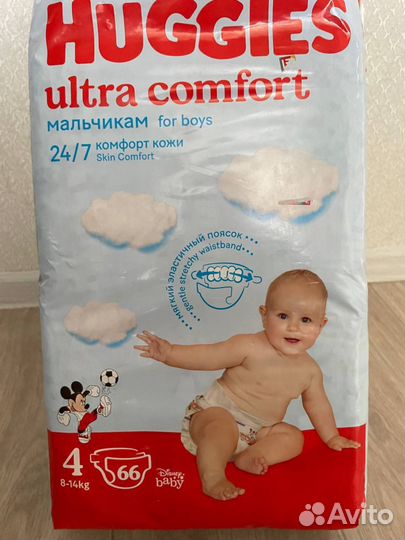 HUGGIES
ultra comfort
мальчикам for boys
24/7 комфорт кожи
Skin Comfort
мягкий эластичный поясок
gentle stretchy waistband
4
8-14kg
66
Disney
baby
Avito